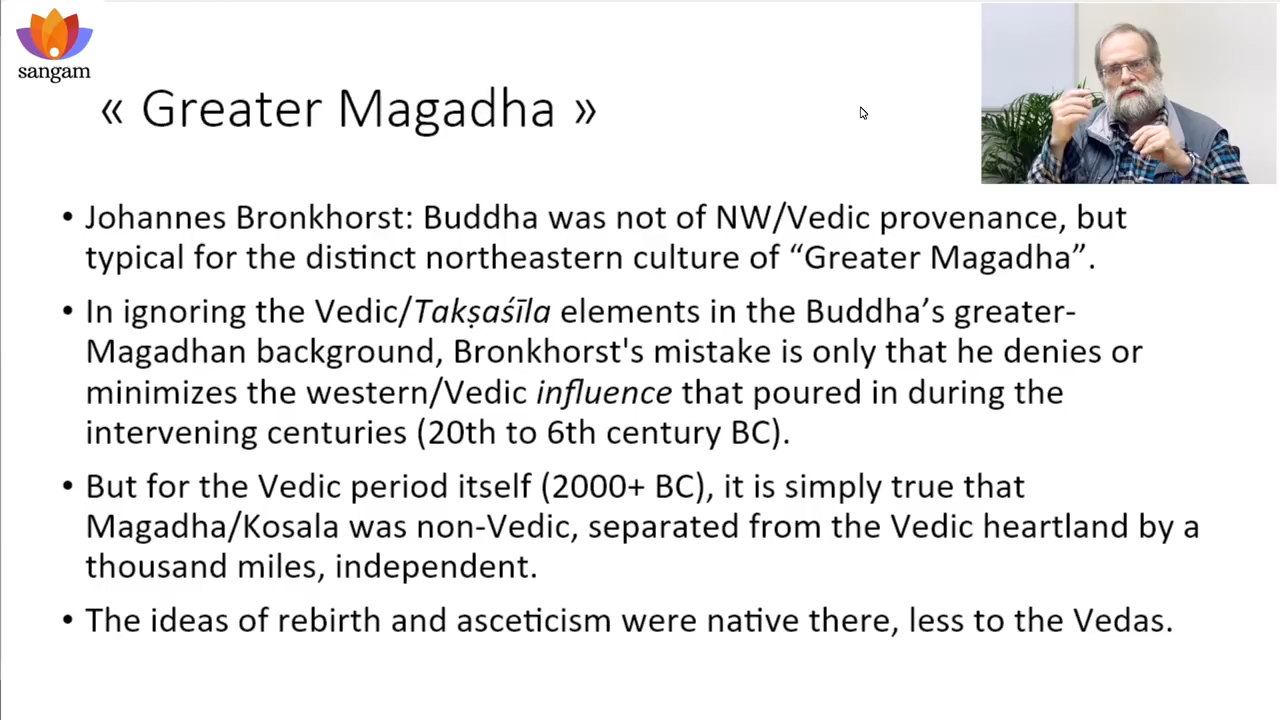 sangam
« Greater Magadha »
• Johannes Bronkhorst: Buddha was not of NW/Vedic provenance, but
typical for the distinct northeastern culture of “Greater Magadha”.
• In ignoring the Vedic/Takṣaśīla elements in the Buddha’s greater-
Magadhan background, Bronkhorst's mistake is only that he denies or
minimizes the western/Vedic influence that poured in during the
intervening centuries (20th to 6th century BC).
• But for the Vedic period itself (2000+ BC), it is simply true that
Magadha/Kosala was non-Vedic, separated from the Vedic heartland by a
thousand miles, independent.
• The ideas of rebirth and asceticism were native there, less to the Vedas.